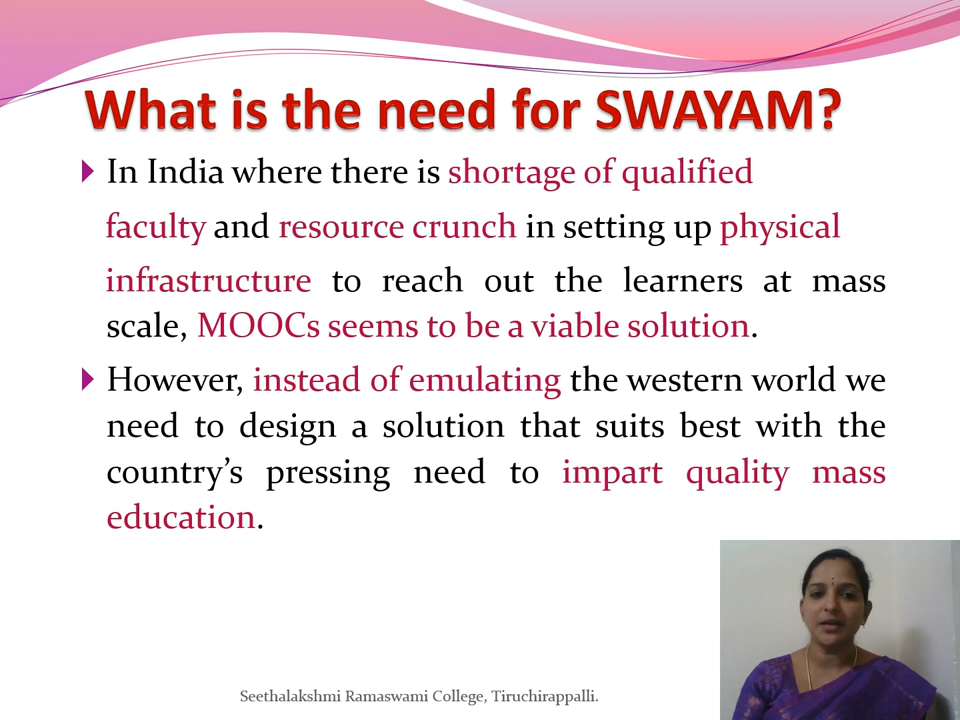 What is the need for SWAYAM?
In India where there is shortage of qualified
faculty and resource crunch in setting up physical
infrastructure to reach out the learners at mass
scale, MOOCs seems to be a viable solution.
However, instead of emulating the western world we
need to design a solution that suits best with the
country’s pressing need to impart quality mass
education.
Seethalakshmi Ramaswami College, Tiruchirappalli.